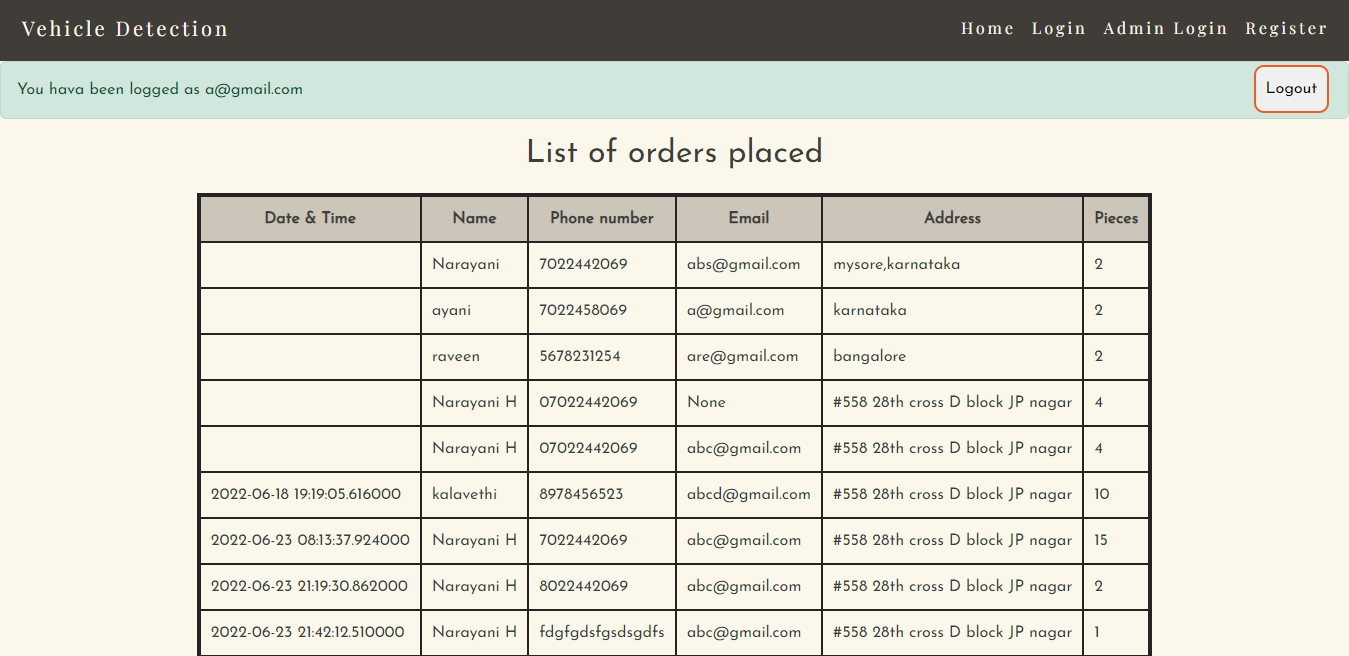 Vehicle Detection Home Login Admin Login Register
You hava been logged as a@gmail.com Logout
List of orders placed
Date & Time Name Phone number Email Address Pieces
Narayani 7022442069 abs@gmail.com mysore,karnataka 2
ayani 7022458069 a@gmail.com karnataka 2
raveen 5678231254 are@gmail.com bangalore 2
Narayani H 07022442069 None #558 28th cross D block JP nagar 4
Narayani H 07022442069 abc@gmail.com #558 28th cross D block JP nagar 4
2022-06-18 19:19:05.616000 kalavethi 8978456523 abcd@gmail.com #558 28th cross D block JP nagar 10
2022-06-23 08:13:37.924000 Narayani H 7022442069 abc@gmail.com #558 28th cross D block JP nagar 15
2022-06-23 21:19:30.862000 Narayani H 8022442069 abc@gmail.com #558 28th cross D block JP nagar 2
2022-06-23 21:42:12.510000 Narayani H fdgfgdsfgsdsgdfs abc@gmail.com #558 28th cross D block JP nagar 1